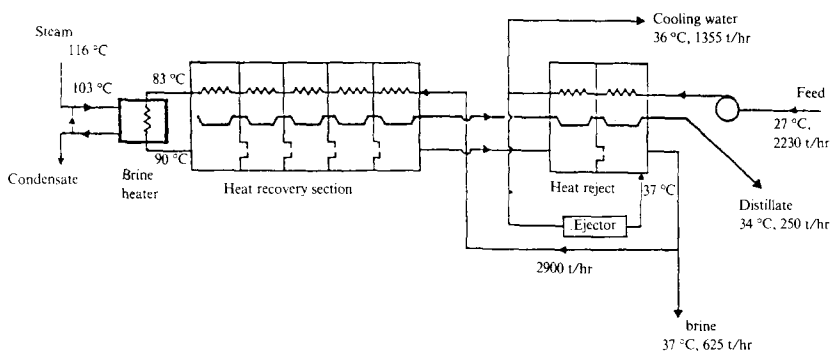 Steam
116 °C
103 °C
83 °C
90 °C
Condensate
Brine
heater
Heat recovery section
Cooling water
36 °C, 1355 t/hr
Feed
27 °C,
2230 t/hr
Heat reject
37 °C
.Ejector
2900 t/hr
Distillate
34 °C, 250 t/hr
brine
37 °C, 625 t/hr